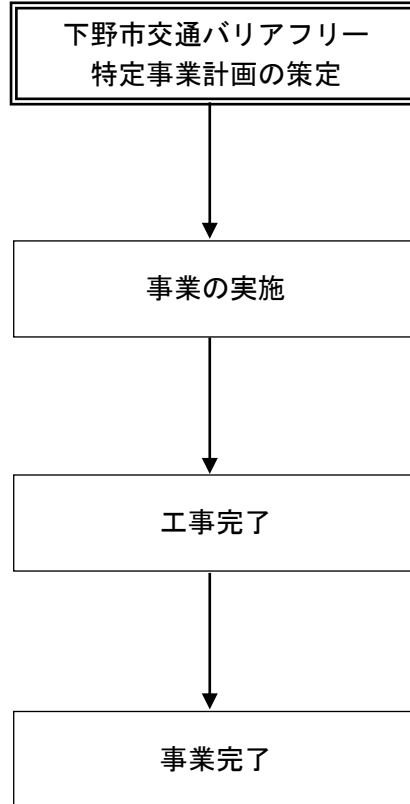 下野市交通バリアフリー
特定事業計画の策定
事業の実施
工事完了
事業完了